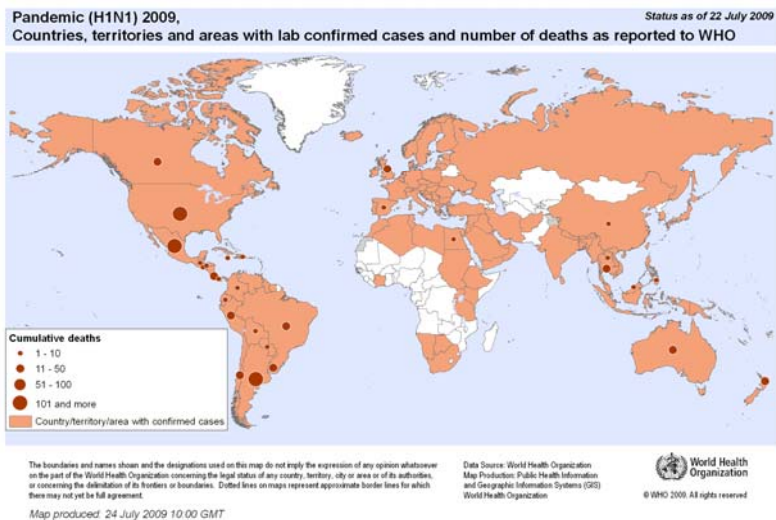 Pandemic (H1N1) 2009,
Status as of 22 July 2009
Countries, territories and areas with lab confirmed cases and number of deaths as reported to WHO
Cumulative deaths
1 - 10
11 - 50
51 - 100
101 and more
Country/territory/area with confirmed cases
The boundaries and names shown and the designations used on this map do not imply the expression of any opinion whatsoever
on the part of the World Health Organization concerning the legal status of any country, territory, city or area or of its authorities,
or concerning the delimitation of its frontiers or boundaries. Dotted lines on maps represent approximate border lines for which
there may not yet be full agreement.
Data Source: World Health Organization
Map Production: Public Health Information
and Geographic Information Systems (GIS)
World Health Organization
World Health
Organization
© WHO 2009. All rights reserved
Map produced: 24 July 2009 10:00 GMT